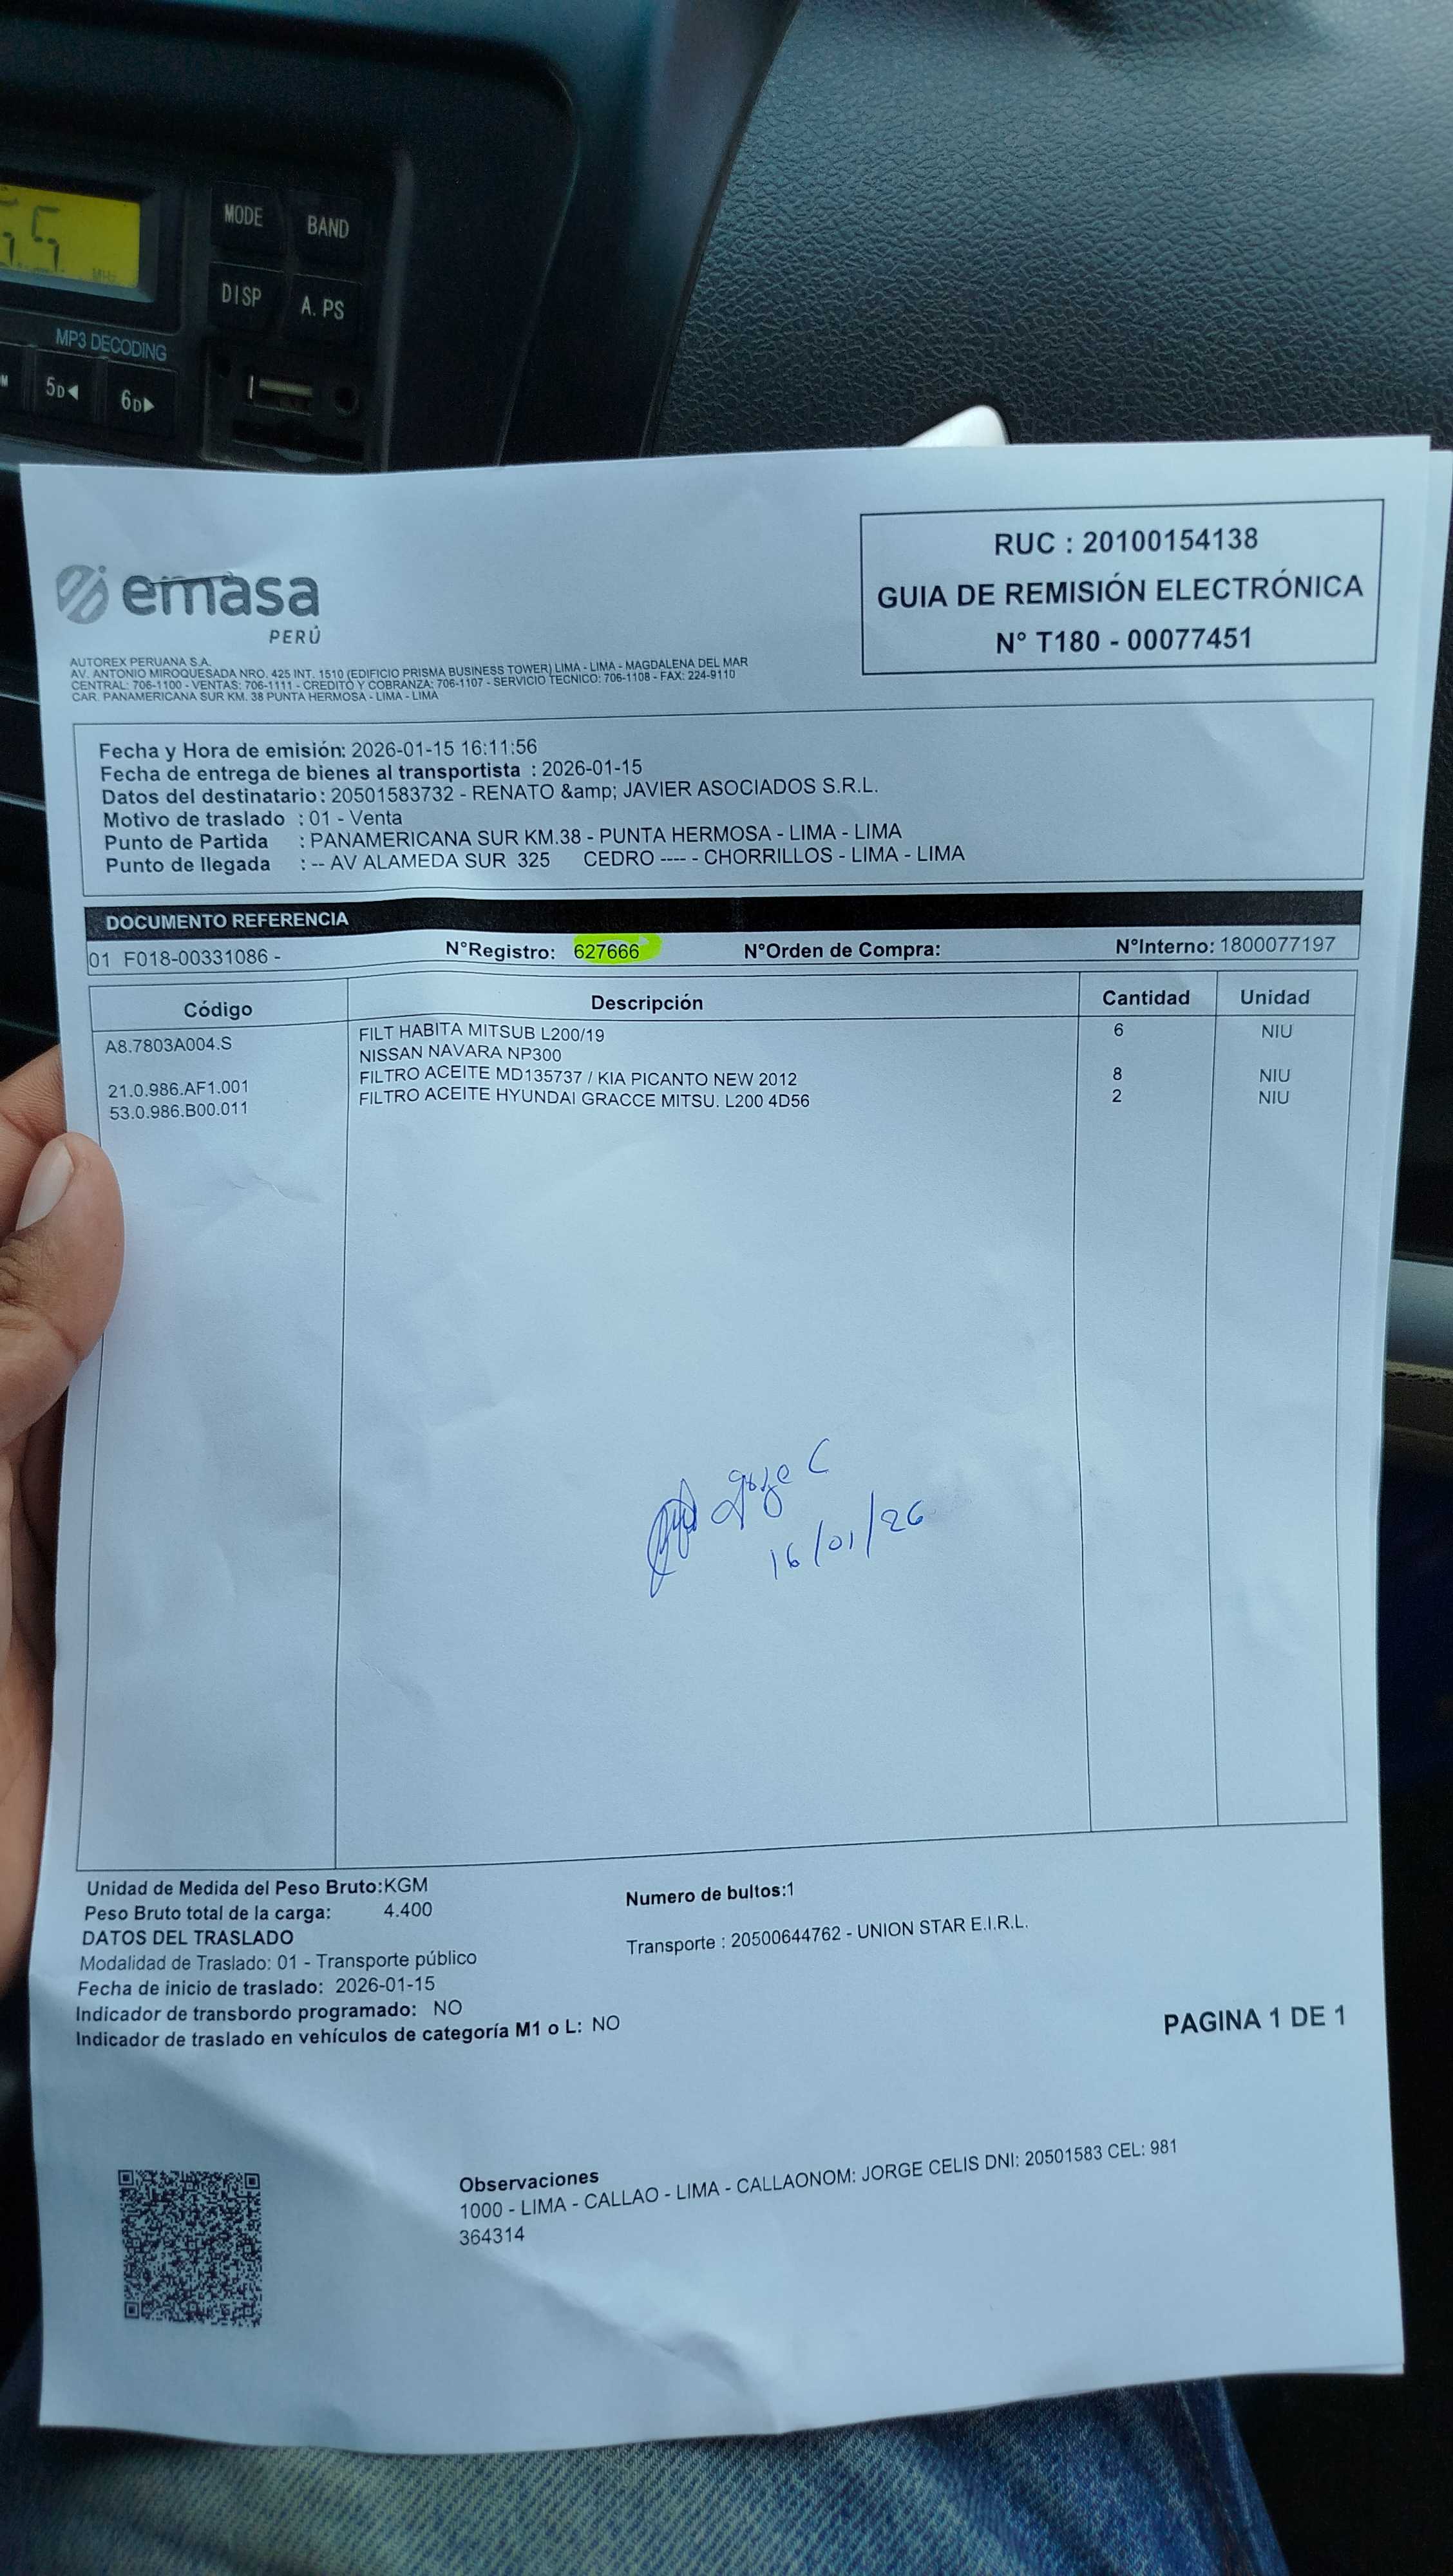 5.
MHz
MODE
BAND
DISP
A.PS
MP3 DECODING
5D◀
6D▶
emasa
PERÚ
RUC : 20100154138
GUIA DE REMISIÓN ELECTRÓNICA
N° T180 - 00077451
AUTOREX PERUANA S.A.
AV. ANTONIO MIROQUESADA NRO. 425 INT. 1510 (EDIFICIO PRISMA BUSINESS TOWER) LIMA - LIMA - MAGDALENA DEL MAR
CENTRAL: 706-1100 - VENTAS: 706-1111 - CREDITO Y COBRANZA: 706-1107 - SERVICIO TECNICO: 706-1108 - FAX: 224-9110
CAR. PANAMERICANA SUR KM. 38 PUNTA HERMOSA - LIMA - LIMA
Fecha y Hora de emisión: 2026-01-15 16:11:56
Fecha de entrega de bienes al transportista : 2026-01-15
Datos del destinatario : 20501583732 - RENATO &amp; JAVIER ASOCIADOS S.R.L.
Motivo de traslado : 01 - Venta
Punto de Partida : PANAMERICANA SUR KM.38 - PUNTA HERMOSA - LIMA - LIMA
Punto de llegada : -- AV ALAMEDA SUR 325 CEDRO ---- - CHORRILLOS - LIMA - LIMA
DOCUMENTO REFERENCIA
01 F018-00331086 - N°Registro: 627666 N°Orden de Compra: N°Interno: 1800077197
Código Descripción Cantidad Unidad
A8.7803A004.S FILT HABITA MITSUB L200/19 6 NIU
NISSAN NAVARA NP300
21.0.986.AF1.001 FILTRO ACEITE MD135737 / KIA PICANTO NEW 2012 8 NIU
53.0.986.B00.011 FILTRO ACEITE HYUNDAI GRACCE MITSU. L200 4D56 2 NIU
Jorge C
16/01/26
Unidad de Medida del Peso Bruto:KGM
Peso Bruto total de la carga: 4.400
Numero de bultos:1
DATOS DEL TRASLADO
Transporte : 20500644762 - UNION STAR E.I.R.L.
Modalidad de Traslado: 01 - Transporte público
Fecha de inicio de traslado: 2026-01-15
Indicador de transbordo programado: NO
Indicador de traslado en vehículos de categoría M1 o L: NO
PAGINA 1 DE 1
Observaciones
1000 - LIMA - CALLAO - LIMA - CALLAONOM: JORGE CELIS DNI: 20501583 CEL: 981
364314